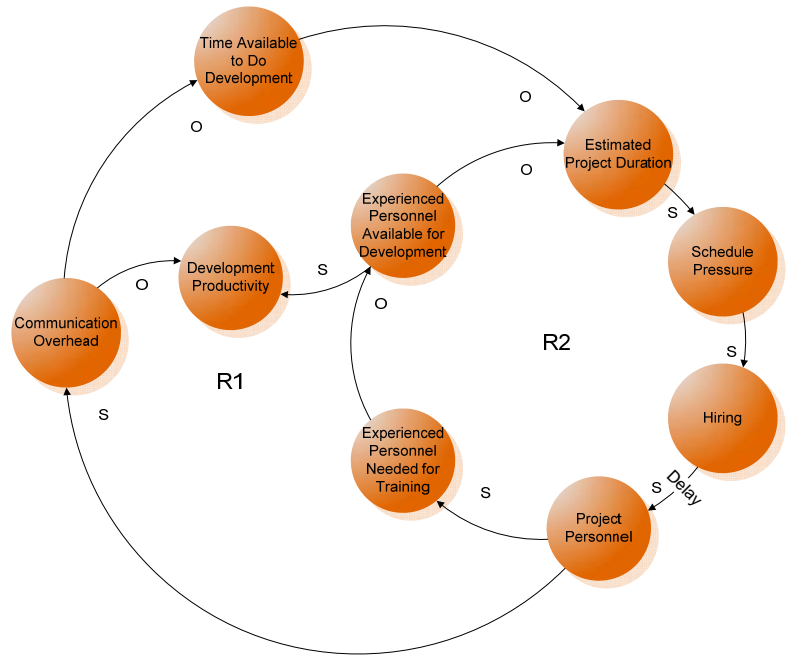 Time Available
to Do
Development
O
O
Estimated
Project Duration
O
S
Experienced
Personnel
Available for
Development
Schedule
Pressure
Development
Productivity
S
O
O
Communication
Overhead
R2
S
R1
S
Hiring
Experienced
Personnel
Needed for
Training
S
S
Delay
Project
Personnel